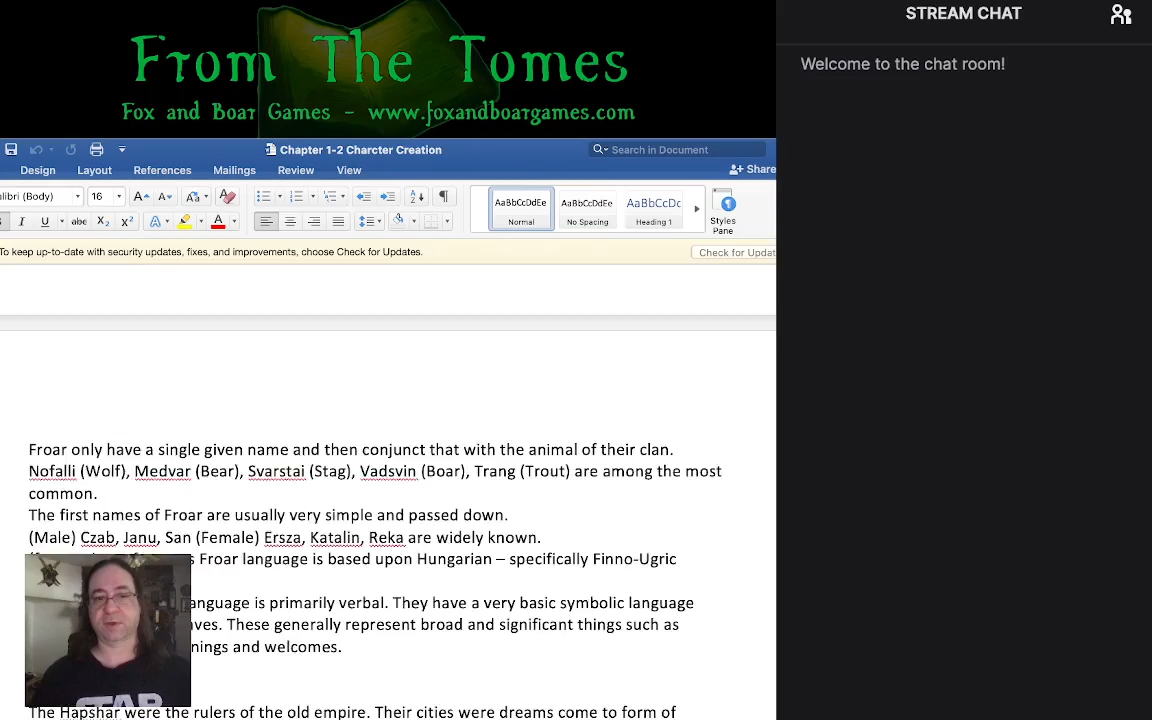 From The Tomes
Fox and Boar Games - www.foxandboargames.com
STREAM CHAT
Welcome to the chat room!
Chapter 1-2 Charcter Creation
Search in Document
Design Layout References Mailings Review View
Share
alibri (Body) 16
AaBbCcDdEe AaBbCcDdEe AaBbCcDc
Normal No Spacing Heading 1
Styles
Pane
To keep up-to-date with security updates, fixes, and improvements, choose Check for Updates.
Check for Updat
Froar only have a single given name and then conjunct that with the animal of their clan.
Nofalli (Wolf), Medvar (Bear), Svarstai (Stag), Vadsvin (Boar), Trang (Trout) are among the most
common.
The first names of Froar are usually very simple and passed down.
(Male) Czab, Janu, San (Female) Ersza, Katalin, Reka are widely known.
Froar language is based upon Hungarian – specifically Finno-Ugric
language is primarily verbal. They have a very basic symbolic language
These generally represent broad and significant things such as
and welcomes.
The Hapshar were the rulers of the old empire. Their cities were dreams come to form of
STAR